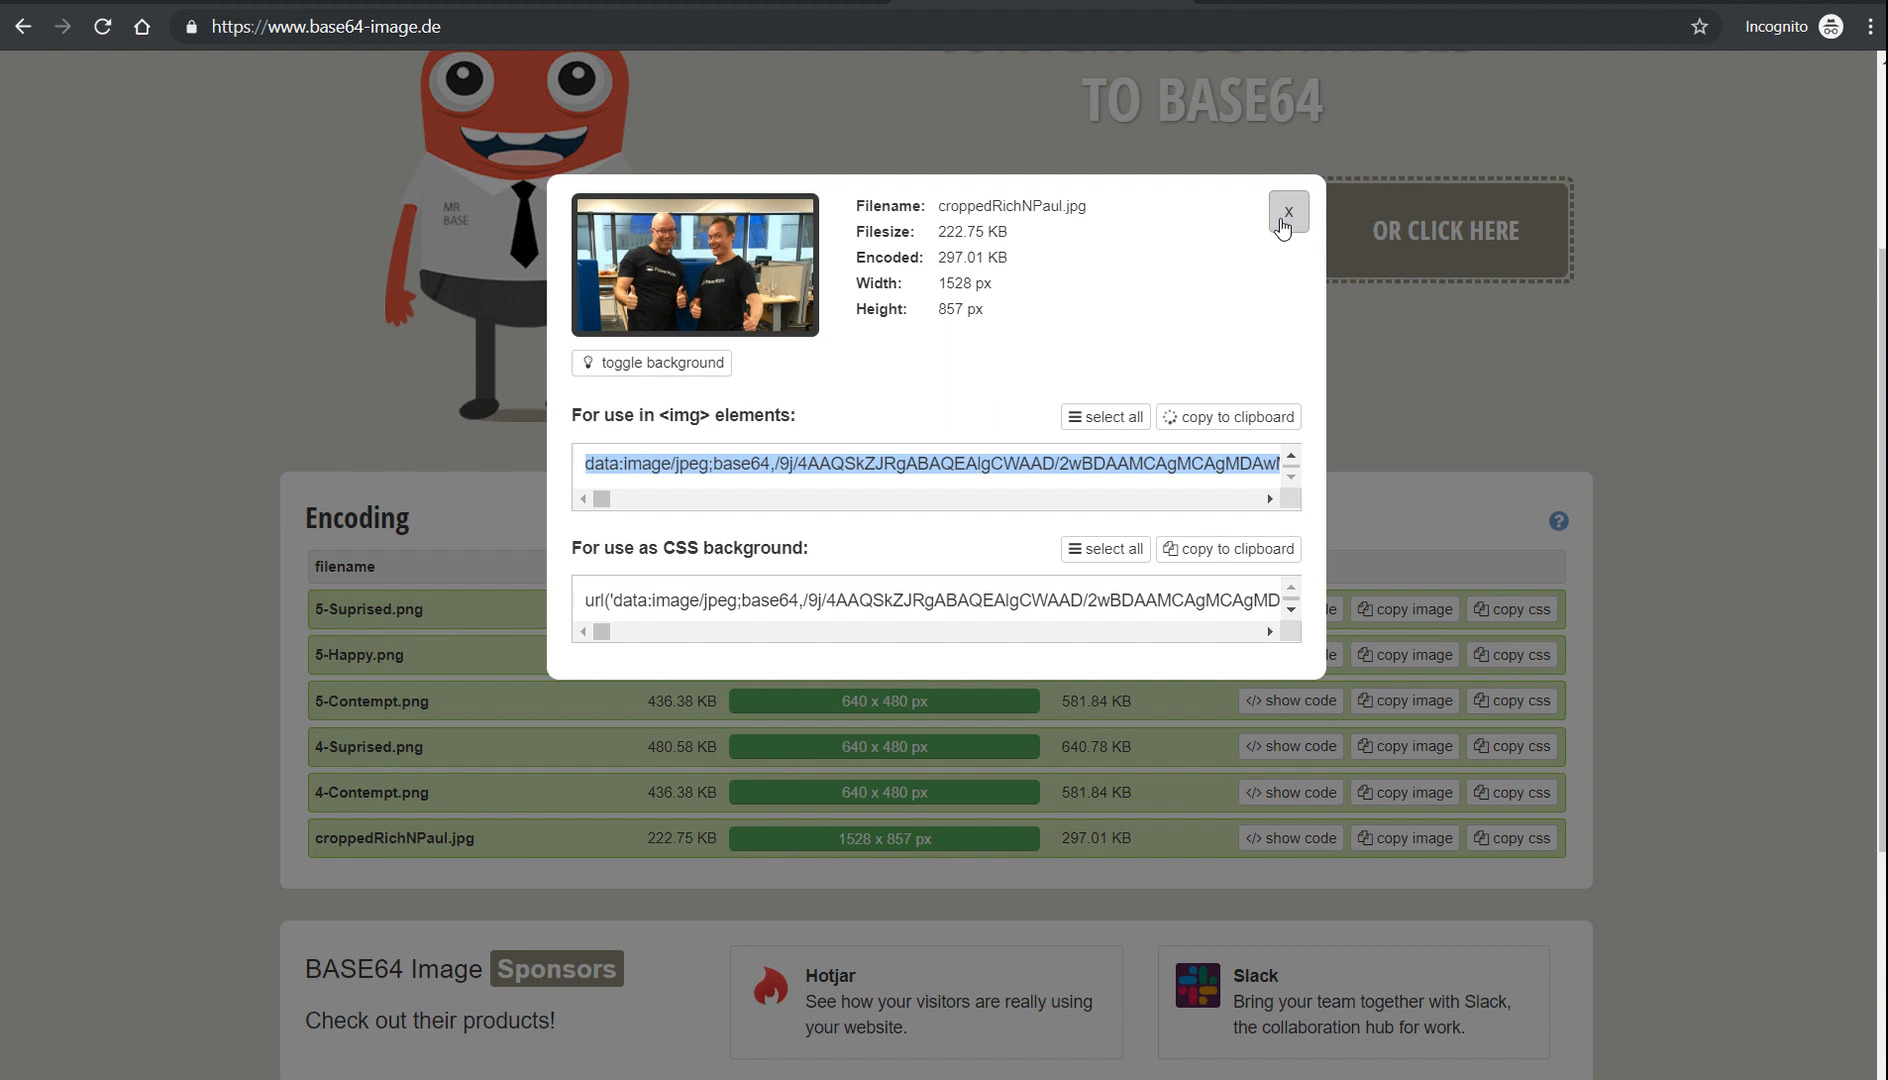 https://www.base64-image.de
Incognito
TO BASE64
MR
BASE
OR CLICK HERE
x
Filename: croppedRichNPaul.jpg
Filesize: 222.75 KB
Encoded: 297.01 KB
Width: 1528 px
Height: 857 px
toggle background
For use in <img> elements:
select all
copy to clipboard
data:image/jpeg;base64,/9j/4AAQSkZJRgABAQEAlgCWAAD/2wBDAAMCAgMCAgMDAw
For use as CSS background:
select all
copy to clipboard
url('data:image/jpeg;base64,/9j/4AAQSkZJRgABAQEAlgCWAAD/2wBDAAMCAgMCAgMD
Encoding
filename
5-Suprised.png le copy image copy css
5-Happy.png le copy image copy css
5-Contempt.png 436.38 KB 640 x 480 px 581.84 KB </> show code copy image copy css
4-Suprised.png 480.58 KB 640 x 480 px 640.78 KB </> show code copy image copy css
4-Contempt.png 436.38 KB 640 x 480 px 581.84 KB </> show code copy image copy css
croppedRichNPaul.jpg 222.75 KB 1528 x 857 px 297.01 KB </> show code copy image copy css
BASE64 Image Sponsors
Check out their products!
Hotjar
See how your visitors are really using
your website.
Slack
Bring your team together with Slack,
the collaboration hub for work.